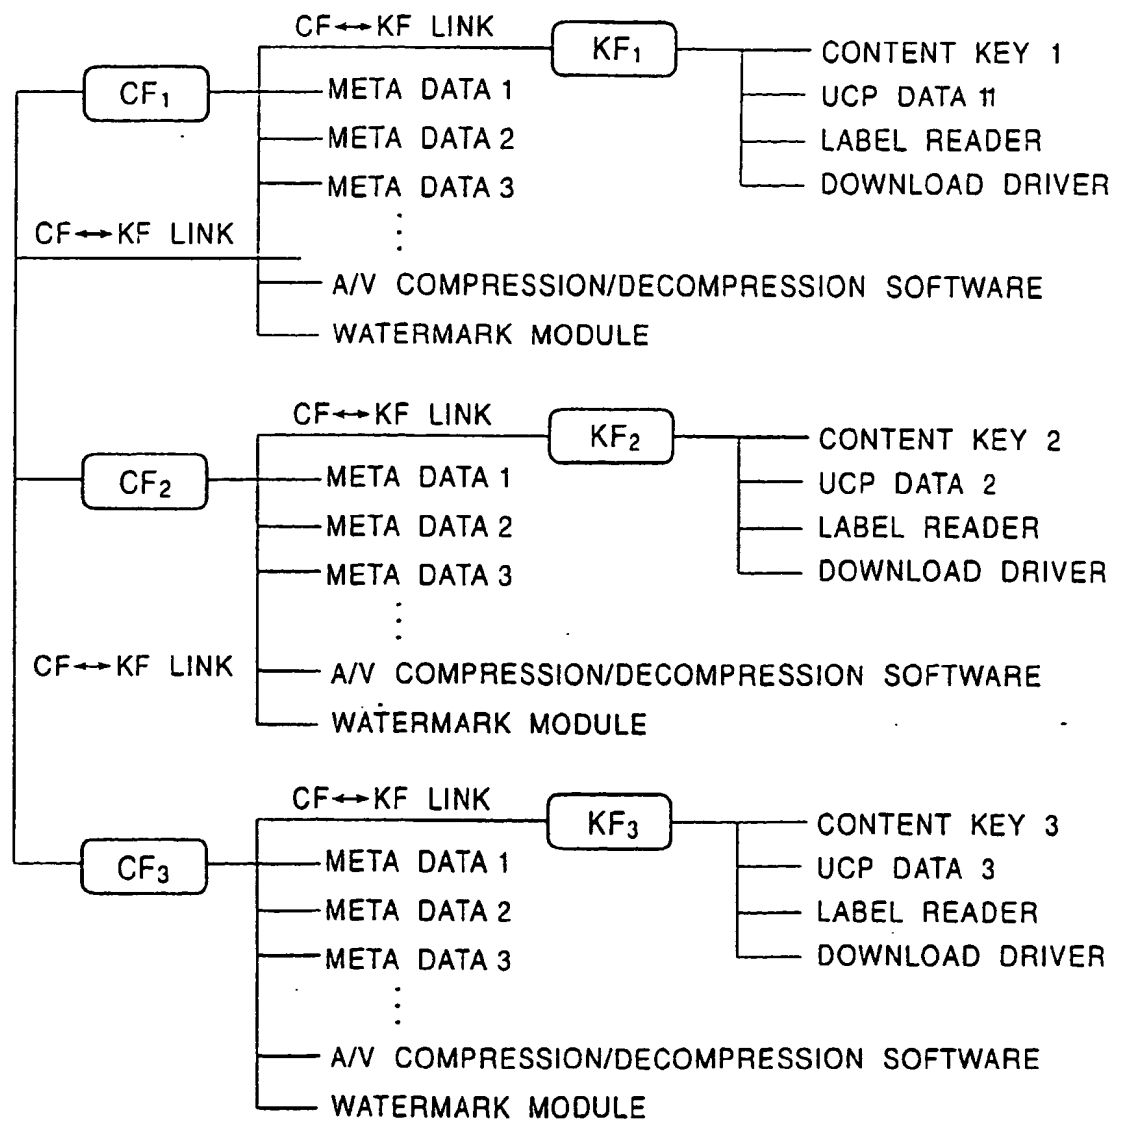 CF↔KF LINK
KF₁
CONTENT KEY 1
CF₁
META DATA 1
UCP DATA 11
META DATA 2
LABEL READER
META DATA 3
DOWNLOAD DRIVER
CF↔KF LINK
A/V COMPRESSION/DECOMPRESSION SOFTWARE
WATERMARK MODULE
CF↔KF LINK
KF₂
CONTENT KEY 2
CF₂
META DATA 1
UCP DATA 2
META DATA 2
LABEL READER
META DATA 3
DOWNLOAD DRIVER
CF↔KF LINK
A/V COMPRESSION/DECOMPRESSION SOFTWARE
WATERMARK MODULE
CF↔KF LINK
KF₃
CONTENT KEY 3
CF₃
META DATA 1
UCP DATA 3
META DATA 2
LABEL READER
META DATA 3
DOWNLOAD DRIVER
A/V COMPRESSION/DECOMPRESSION SOFTWARE
WATERMARK MODULE